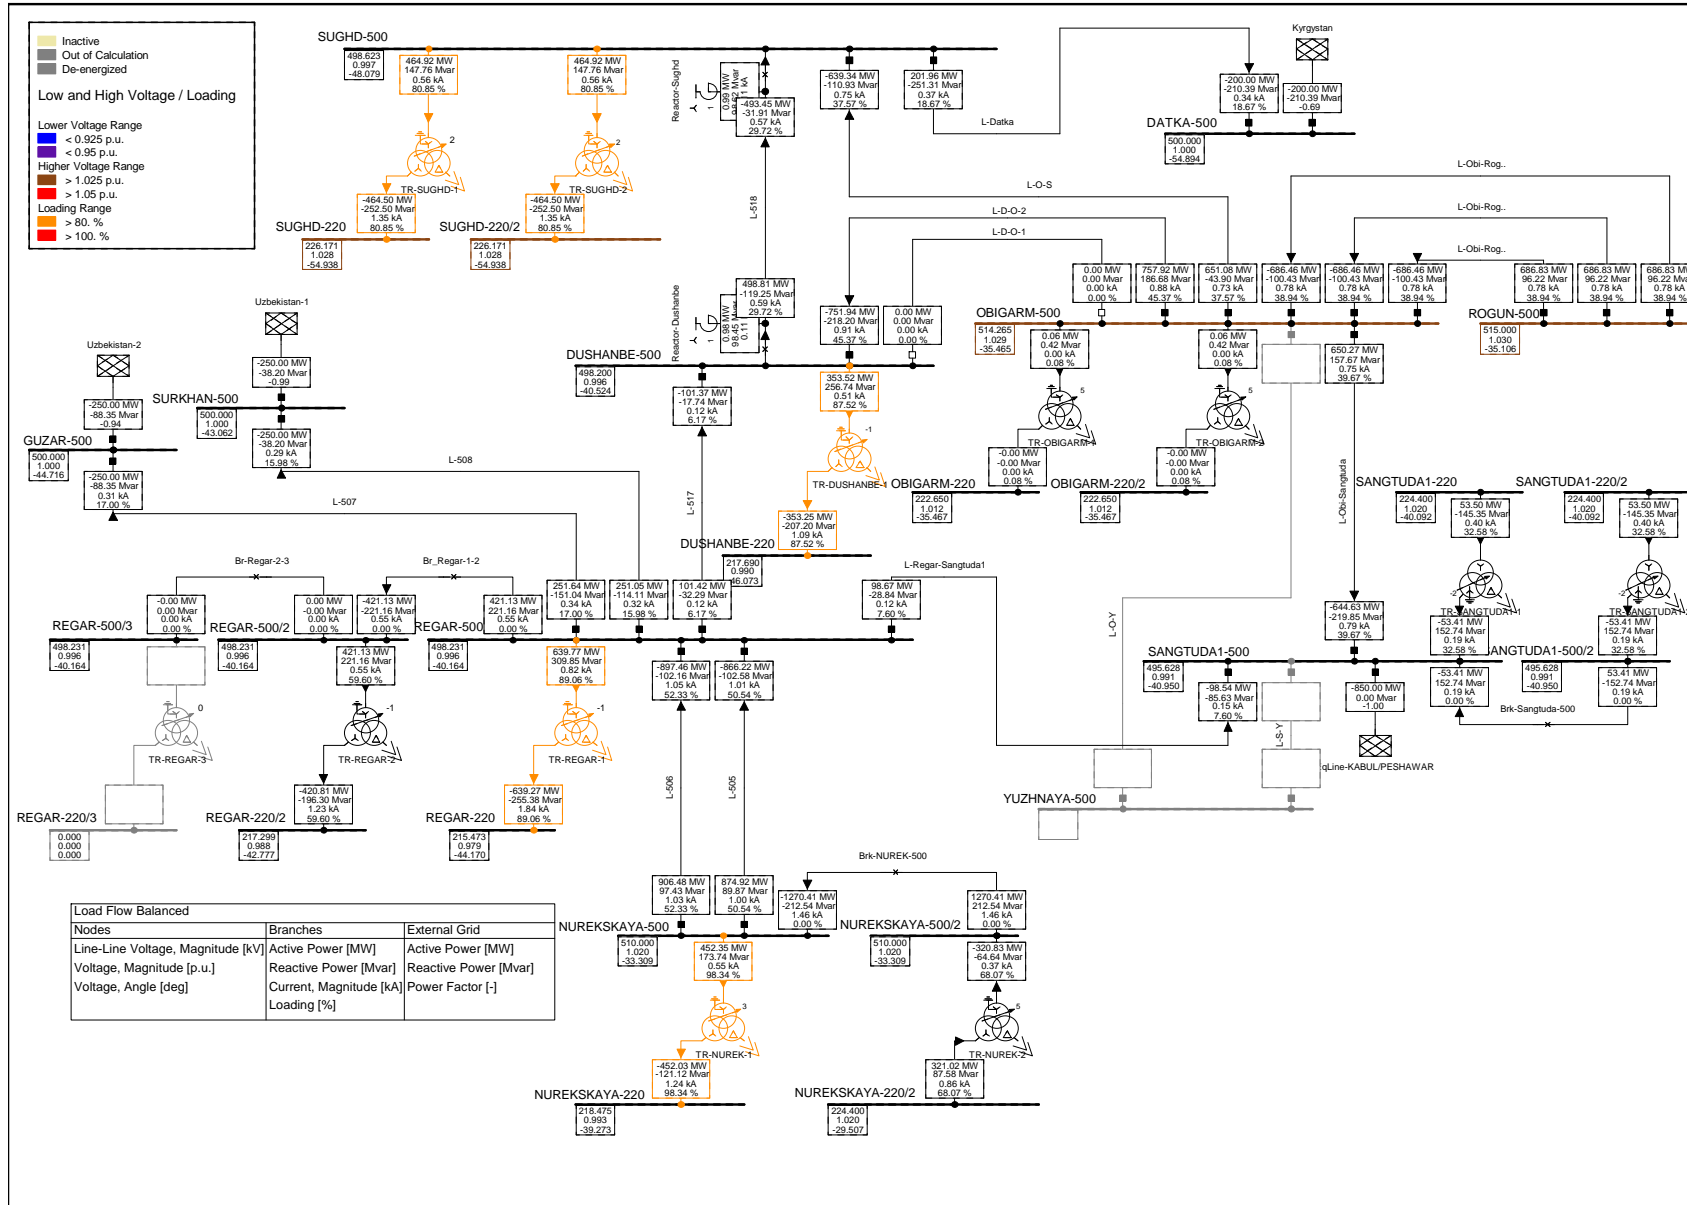 Inactive
Out of Calculation
De-energized
Low and High Voltage / Loading
Lower Voltage Range
< 0.925 p.u.
< 0.95 p.u.
Higher Voltage Range
> 1.025 p.u.
> 1.05 p.u.
Loading Range
> 80. %
> 100. %
SUGHD-500
498.623
0.997
-48.079
464.92 MW
147.76 Mvar
0.56 kA
80.85 %
464.92 MW
147.76 Mvar
0.56 kA
80.85 %
2
TR-SUGHD-1
2
TR-SUGHD-2
-464.50 MW
-252.50 Mvar
1.35 kA
80.85 %
-464.50 MW
-252.50 Mvar
1.35 kA
80.85 %
SUGHD-220
226.171
1.028
-54.938
SUGHD-220/2
226.171
1.028
-54.938
Reactor-Sughd
1
0.99 MW
-493.45 MW
-31.91 Mvar
0.57 kA
29.72 %
-639.34 MW
-110.93 Mvar
0.75 kA
37.57 %
201.96 MW
-251.31 Mvar
0.37 kA
18.67 %
L-Datka
Kyrgystan
-200.00 MW
-210.39 Mvar
0.34 kA
18.67 %
-200.00 MW
-210.39 Mvar
-0.69
DATKA-500
500.000
1.000
-54.894
L-518
L-O-S
L-D-O-2
L-D-O-1
L-Obi-Rog..
L-Obi-Rog..
L-Obi-Rog..
Reactor-Dushanbe
1
0.98 MW
98.45 Mvar
0.11
498.81 MW
-119.25 Mvar
0.59 kA
29.72 %
-751.94 MW
-218.20 Mvar
0.91 kA
45.37 %
0.00 MW
0.00 Mvar
0.00 kA
0.00 %
0.00 MW
0.00 Mvar
0.00 kA
0.00 %
757.92 MW
186.68 Mvar
0.88 kA
45.37 %
651.08 MW
-43.90 Mvar
0.73 kA
37.57 %
-686.46 MW
-100.43 Mvar
0.78 kA
38.94 %
-686.46 MW
-100.43 Mvar
0.78 kA
38.94 %
-686.46 MW
-100.43 Mvar
0.78 kA
38.94 %
686.83 MW
96.22 Mvar
0.78 kA
38.94 %
686.83 MW
96.22 Mvar
0.78 kA
38.94 %
686.83 MW
96.22 Mvar
0.78 kA
38.94 %
OBIGARM-500
514.265
1.029
-35.465
ROGUN-500
515.000
1.030
-35.106
DUSHANBE-500
498.200
0.996
-40.524
Uzbekistan-1
-250.00 MW
-38.20 Mvar
-0.99
SURKHAN-500
500.000
1.000
-43.062
-250.00 MW
-38.20 Mvar
0.29 kA
15.98 %
Uzbekistan-2
-250.00 MW
-88.35 Mvar
-0.94
GUZAR-500
500.000
1.000
-44.716
-250.00 MW
-88.35 Mvar
0.31 kA
17.00 %
L-508
L-507
-101.37 MW
-17.74 Mvar
0.12 kA
6.17 %
L-517
353.52 MW
256.74 Mvar
0.51 kA
87.52 %
-1
TR-DUSHANBE-1
-353.25 MW
-207.20 Mvar
1.09 kA
87.52 %
DUSHANBE-220
217.690
0.990
-46.073
0.06 MW
0.42 Mvar
0.00 kA
0.08 %
0.06 MW
0.42 Mvar
0.00 kA
0.08 %
5
TR-OBIGARM-1
5
TR-OBIGARM-2
-0.00 MW
-0.00 Mvar
0.00 kA
0.08 %
-0.00 MW
-0.00 Mvar
0.00 kA
0.08 %
OBIGARM-220
222.650
1.012
-35.467
OBIGARM-220/2
222.650
1.012
-35.467
650.27 MW
157.67 Mvar
0.75 kA
39.67 %
L-Obi-Sangtuda
SANGTUDA1-220
224.400
1.020
-40.092
53.50 MW
-145.35 Mvar
0.40 kA
32.58 %
SANGTUDA1-220/2
224.400
1.020
-40.092
53.50 MW
-145.35 Mvar
0.40 kA
32.58 %
-2
TR-SANGTUDA1-1
-2
TR-SANGTUDA1-2
-53.41 MW
152.74 Mvar
0.19 kA
32.58 %
-53.41 MW
152.74 Mvar
0.19 kA
32.58 %
Br-Regar-2-3
Br_Regar-1-2
L-Regar-Sangtuda1
-0.00 MW
0.00 Mvar
0.00 kA
0.00 %
0.00 MW
-0.00 Mvar
0.00 kA
0.00 %
-421.13 MW
-221.16 Mvar
0.55 kA
0.00 %
421.13 MW
221.16 Mvar
0.55 kA
0.00 %
251.64 MW
-151.04 Mvar
0.34 kA
17.00 %
251.05 MW
-114.11 Mvar
0.32 kA
15.98 %
101.42 MW
-32.29 Mvar
0.12 kA
6.17 %
98.67 MW
-28.84 Mvar
0.12 kA
7.60 %
REGAR-500/3
498.231
0.996
-40.164
REGAR-500/2
498.231
0.996
-40.164
REGAR-500
498.231
0.996
-40.164
421.13 MW
221.16 Mvar
0.55 kA
59.60 %
639.77 MW
309.85 Mvar
0.82 kA
89.06 %
-897.46 MW
-102.16 Mvar
1.05 kA
52.33 %
-866.22 MW
-102.58 Mvar
1.01 kA
50.54 %
0
TR-REGAR-3
-1
TR-REGAR-2
-1
TR-REGAR-1
-420.81 MW
-196.30 Mvar
1.23 kA
59.60 %
-639.27 MW
-255.38 Mvar
1.84 kA
89.06 %
REGAR-220/3
0.000
0.000
0.000
REGAR-220/2
217.299
0.988
-42.777
REGAR-220
215.473
0.979
-44.170
L-506
L-505
L-O-Y
-644.63 MW
-219.85 Mvar
0.79 kA
39.67 %
SANGTUDA1-500
495.628
0.991
-40.950
-98.54 MW
-85.63 Mvar
0.15 kA
7.60 %
L-S-Y
-850.00 MW
0.00 Mvar
-1.00
qLine-KABUL/PESHAWAR
-53.41 MW
152.74 Mvar
0.19 kA
0.00 %
SANGTUDA1-500/2
495.628
0.991
-40.950
53.41 MW
-152.74 Mvar
0.19 kA
0.00 %
Brk-Sangtuda-500
YUZHNAYA-500
Brk-NUREK-500
906.48 MW
97.43 Mvar
1.03 kA
52.33 %
874.92 MW
89.87 Mvar
1.00 kA
50.54 %
-1270.41 MW
-212.54 Mvar
1.46 kA
0.00 %
1270.41 MW
212.54 Mvar
1.46 kA
0.00 %
NUREKSKAYA-500
510.000
1.020
-33.309
NUREKSKAYA-500/2
510.000
1.020
-33.309
452.35 MW
173.74 Mvar
0.55 kA
98.34 %
-320.83 MW
-64.64 Mvar
0.37 kA
68.07 %
3
TR-NUREK-1
5
TR-NUREK-2
-452.03 MW
-121.12 Mvar
1.24 kA
98.34 %
321.02 MW
87.58 Mvar
0.86 kA
68.07 %
NUREKSKAYA-220
218.475
0.993
-39.273
NUREKSKAYA-220/2
224.400
1.020
-29.507
Load Flow Balanced
Nodes Branches External Grid
Line-Line Voltage, Magnitude [kV] Active Power [MW] Active Power [MW]
Voltage, Magnitude [p.u.] Reactive Power [Mvar] Reactive Power [Mvar]
Voltage, Angle [deg] Current, Magnitude [kA] Power Factor [-]
Loading [%]